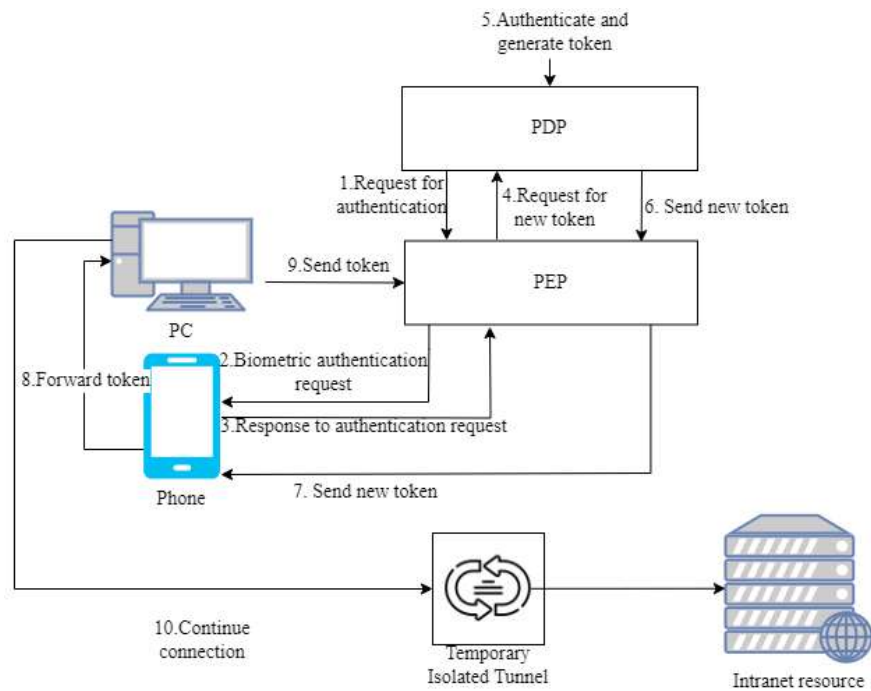 5.Authenticate and
generate token
PDP
1.Request for
authentication
4.Request for
new token
6. Send new token
9.Send token
PEP
PC
8.Forward token
2.Biometric authentication
request
3.Response to authentication request
Phone
7. Send new token
10.Continue
connection
Temporary
Isolated Tunnel
Intranet resource